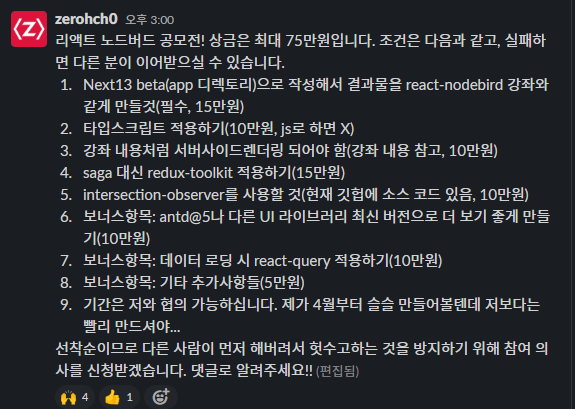 Z
zerohch0 오후 3:00
리액트 노드버드 공모전! 상금은 최대 75만원입니다. 조건은 다음과 같고, 실패하
면 다른 분이 이어받으실 수 있습니다.
1. Next13 beta(app 디렉토리)으로 작성해서 결과물을 react-nodebird 강좌와
같게 만들것(필수, 15만원)
2. 타입스크립트 적용하기(10만원, js로 하면 X)
3. 강좌 내용처럼 서버사이드렌더링 되어야 함(강좌 내용 참고, 10만원)
4. saga 대신 redux-toolkit 적용하기(15만원)
5. intersection-observer를 사용할 것(현재 깃헙에 소스 코드 있음, 10만원)
6. 보너스항목: antd@5나 다른 UI 라이브러리 최신 버전으로 더 보기 좋게 만들
기(10만원)
7. 보너스항목: 데이터 로딩 시 react-query 적용하기(10만원)
8. 보너스항목: 기타 추가사항들(5만원)
9. 기간은 저와 협의 가능하십니다. 제가 4월부터 슬슬 만들어볼텐데 저보다는
빨리 만드셔야...
선착순이므로 다른 사람이 먼저 해버려서 헛수고하는 것을 방지하기 위해 참여 의
사를 신청받겠습니다. 댓글로 알려주세요!! (편집됨)
4 1